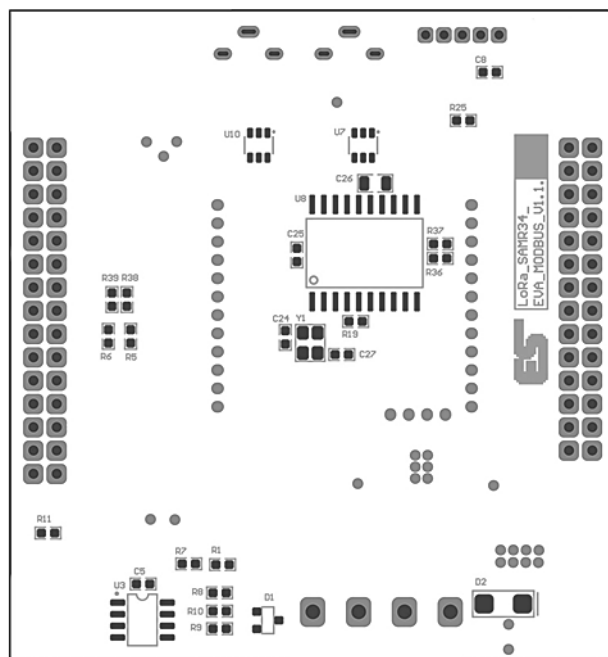 C8
R25
U10
U7
C26
U8
C25
R37
R36
LoRa_SAMR34_
EVA_MODBUS_V1.1.
R39
R38
C24
Y1
R19
C27
R6
R5
ES
R11
R7
R1
C5
U3
R8
R10
R9
D1
D2